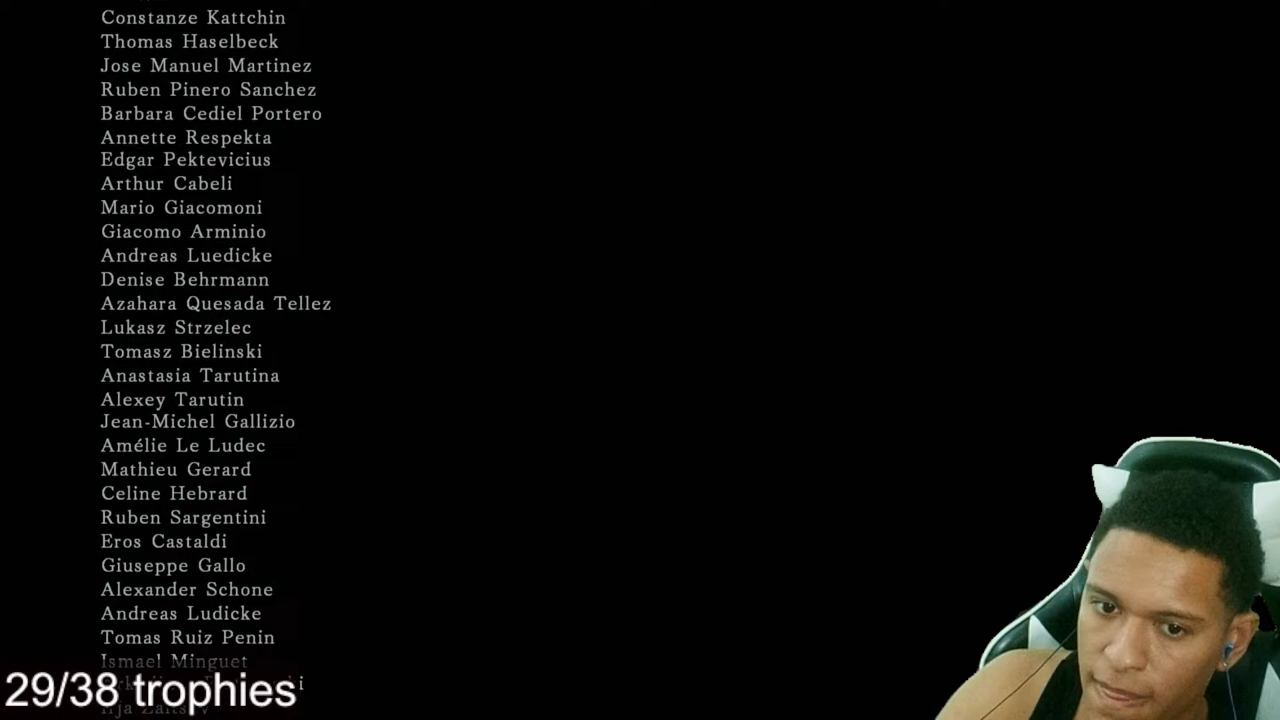 Constanze Kattchin
Thomas Haselbeck
Jose Manuel Martinez
Ruben Pinero Sanchez
Barbara Cediel Portero
Annette Respekta
Edgar Pektevicius
Arthur Cabeli
Mario Giacomoni
Giacomo Arminio
Andreas Luedicke
Denise Behrmann
Azahara Quesada Tellez
Lukasz Strzelec
Tomasz Bielinski
Anastasia Tarutina
Alexey Tarutin
Jean-Michel Gallizio
Amélie Le Ludec
Mathieu Gerard
Celine Hebrard
Ruben Sargentini
Eros Castaldi
Giuseppe Gallo
Alexander Schone
Andreas Ludicke
Tomas Ruiz Penin
Ismael Minguet
29/38 trophies